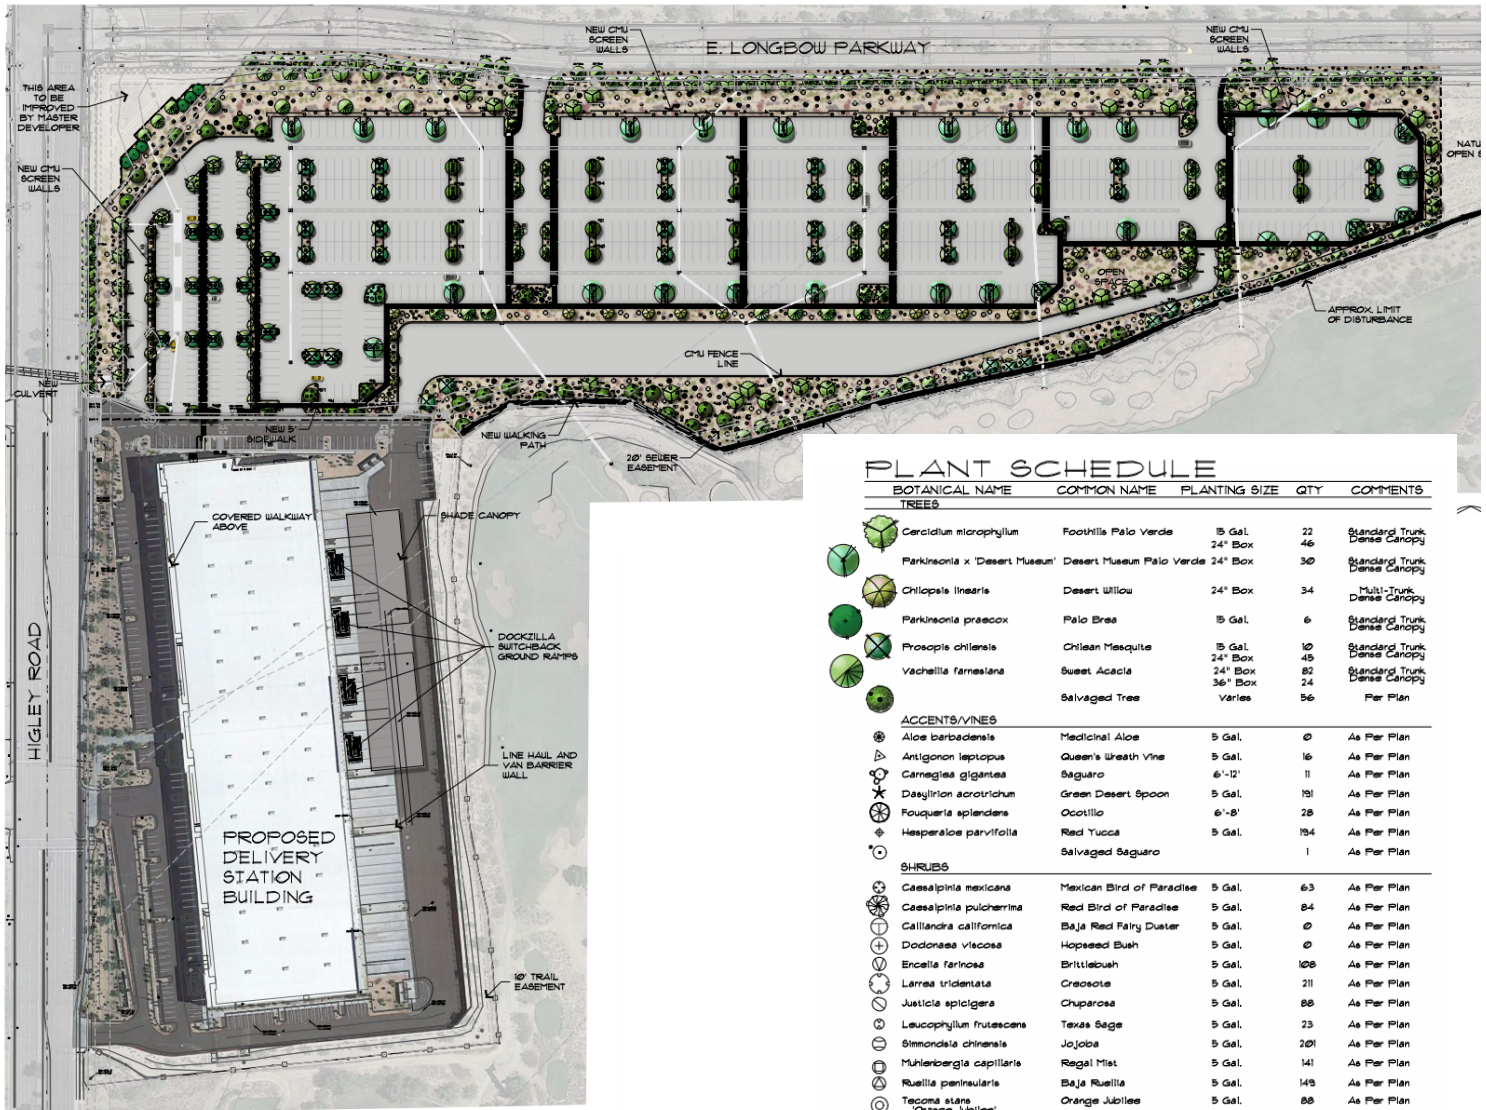 NEW CMU
SCREEN
WALLS
E. LONGBOW PARKWAY
NEW CMU
SCREEN
WALLS
THIS AREA
TO BE
IMPROVED
BY MASTER
DEVELOPER
NEW CMU
SCREEN
WALLS
OPEN
SPACE
APPROX. LIMIT
OF DISTURBANCE
CMU FENCE
LINE
NEW
CULVERT
NEW 5'
SIDEWALK
NEW WALKING
PATH
20' SEWER
EASEMENT
COVERED WALKWAY
ABOVE
SHADE CANOPY
DOCKZILLA
SWITCHBACK
GROUND RAMPS
HIGLEY ROAD
LINE HAUL AND
VAN BARRIER
WALL
PROPOSED
DELIVERY
STATION
BUILDING
10' TRAIL
EASEMENT
PLANT SCHEDULE
BOTANICAL NAME COMMON NAME PLANTING SIZE QTY COMMENTS
TREES
Cercidium microphyllum Foothills Palo Verde 15 Gal. 22 Standard Trunk
24" Box 46 Dense Canopy
Parkinsonia x 'Desert Museum' Desert Museum Palo Verde 24" Box 30 Standard Trunk
Dense Canopy
Chilopsis linearis Desert Willow 24" Box 34 Multi-Trunk
Dense Canopy
Parkinsonia praecox Palo Brea 15 Gal. 6 Standard Trunk
Dense Canopy
Prosopis chilensis Chilean Mesquite 15 Gal. 10 Standard Trunk
24" Box 45 Dense Canopy
Vachellia farnesiana Sweet Acacia 24" Box 82 Standard Trunk
36" Box 24 Dense Canopy
Salvaged Tree Varies 56 Per Plan
ACCENTS/VINES
Aloe barbadensis Medicinal Aloe 5 Gal. 0 As Per Plan
Antigonon leptopus Queen's Wreath Vine 5 Gal. 16 As Per Plan
Carnegiea gigantea Saguaro 6'-12' 11 As Per Plan
Dasylirion acrotrichum Green Desert Spoon 5 Gal. 191 As Per Plan
Fouqueria splendens Ocotillo 6'-8' 28 As Per Plan
Hesperaloe parvifolia Red Yucca 5 Gal. 194 As Per Plan
Salvaged Saguaro 1 As Per Plan
SHRUBS
Caesalpinia mexicana Mexican Bird of Paradise 5 Gal. 63 As Per Plan
Caesalpinia pulcherrima Red Bird of Paradise 5 Gal. 84 As Per Plan
Calliandra californica Baja Red Fairy Duster 5 Gal. 0 As Per Plan
Dodonaea viscosa Hopseed Bush 5 Gal. 0 As Per Plan
Encelia farinosa Brittlebush 5 Gal. 108 As Per Plan
Larrea tridentata Creosote 5 Gal. 211 As Per Plan
Justicia spicigera Chuparosa 5 Gal. 88 As Per Plan
Leucophyllum frutescens Texas Sage 5 Gal. 23 As Per Plan
Simmondsia chinensis Jojoba 5 Gal. 201 As Per Plan
Muhlenbergia capillaris Regal Mist 5 Gal. 141 As Per Plan
Ruellia peninsularis Baja Ruellia 5 Gal. 149 As Per Plan
Tecoma stans Orange Jubilee 5 Gal. 88 As Per Plan